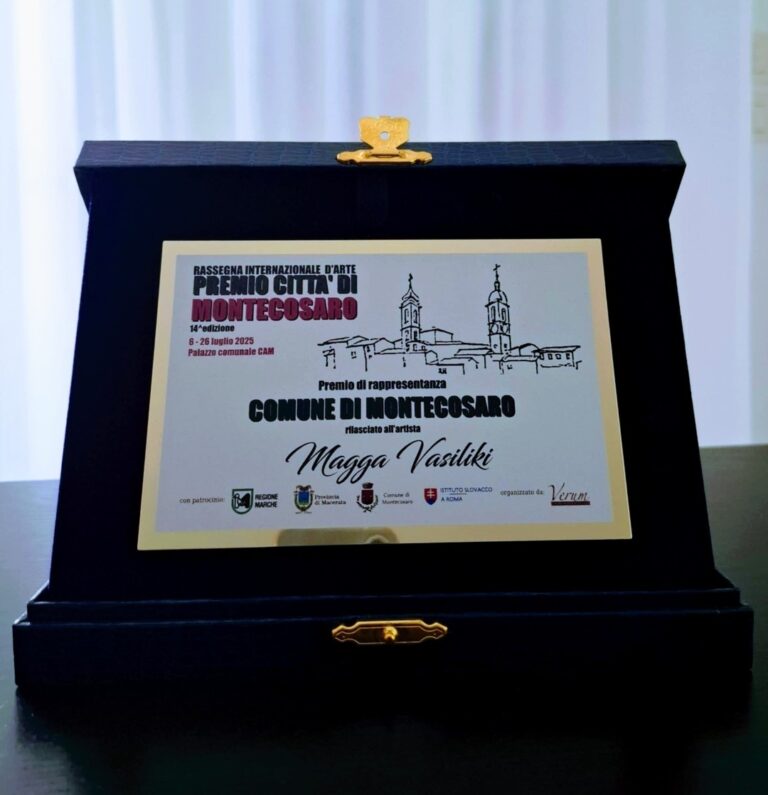 RASSEGNA INTERNAZIONALE D'ARTE
PREMIO CITTA' DI
MONTECOSARO
14^edizione
6 - 26 luglio 2025
Palazzo comunale CAM
Premio di rappresentanza
COMUNE DI MONTECOSARO
rilasciato all'artista
Magga Vasiliki
con patrocinio:
REGIONE
MARCHE
Provincia
di Macerata
Comune di
Montecosaro
ISTITUTO SLOVACCO
A ROMA
organizzato da:
Verum